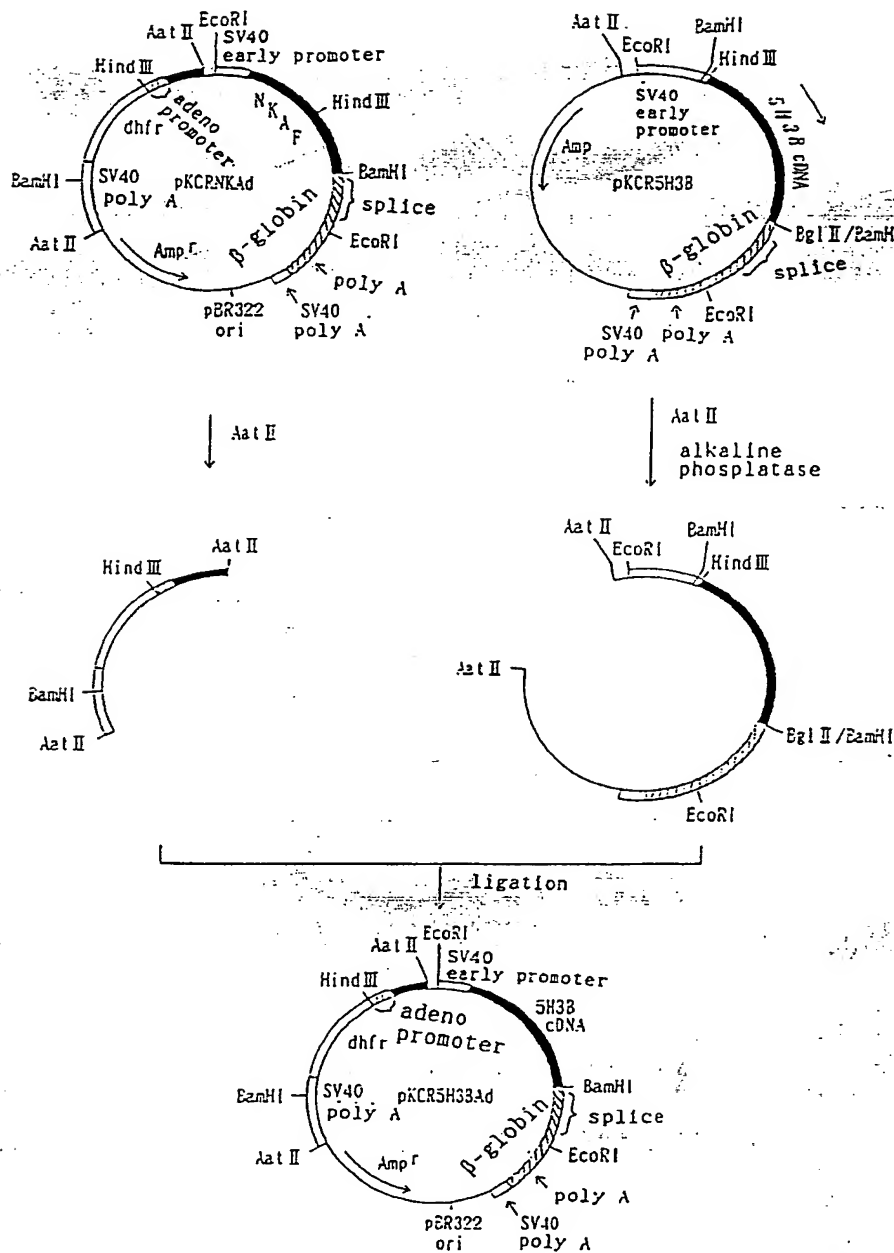 EcoRI
Aat II
SV40
early promoter
Hind III
adeno
promoter
dhfr
NKAF
Hind III
BamHI
SV40
poly A
pKCRNKAd
BamHI
splice
β-globin
Aat II
Amp r
EcoRI
poly A
pBR322
ori
SV40
poly A
Aat II
EcoRI
BamHI
Hind III
SV40
early
promoter
5H3B cDNA
Amp
pKCR5H3B
β-globin
Bgl II/BamH
splice
EcoRI
SV40
poly A
poly A
Aat II
Aat II
alkaline
phosplatase
Aat II
Hind III
BamHI
Aat II
Aat II
EcoRI
BamHI
Hind III
Aat II
Bgl II/BamHI
EcoRI
ligation
EcoRI
Aat II
SV40
early promoter
Hind III
adeno
promoter
5H3B
cDNA
dhfr
BamHI
SV40
poly A
pKCR5H3BAd
BamHI
splice
β-globin
Aat II
Amp r
EcoRI
poly A
pBR322
ori
SV40
poly A